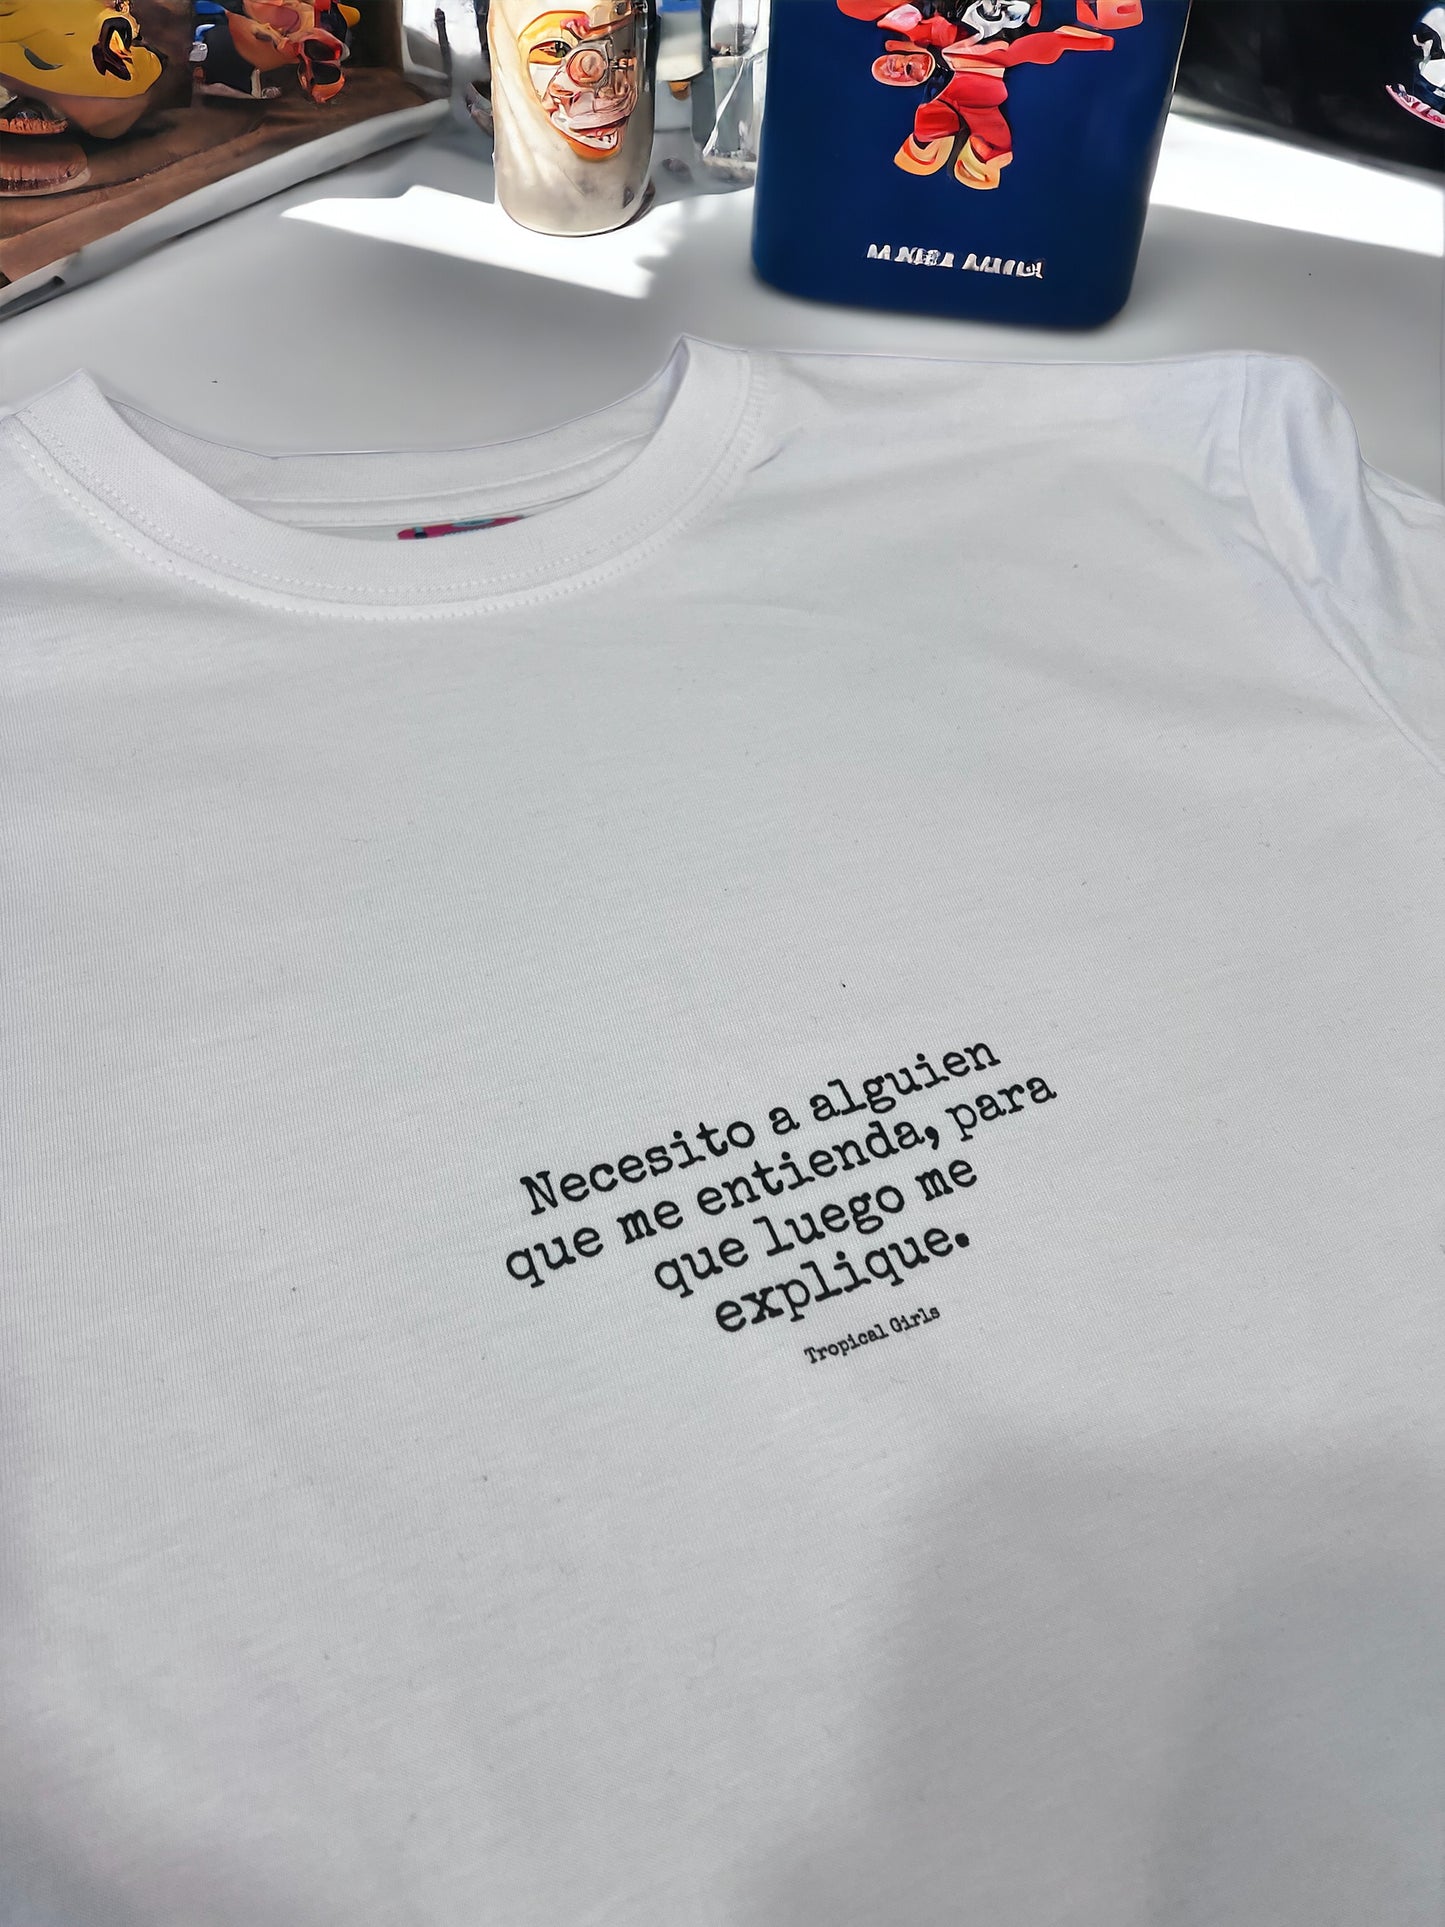 Necesito a alguien
que me entienda, para
que luego me
explique.
Tropical Girls